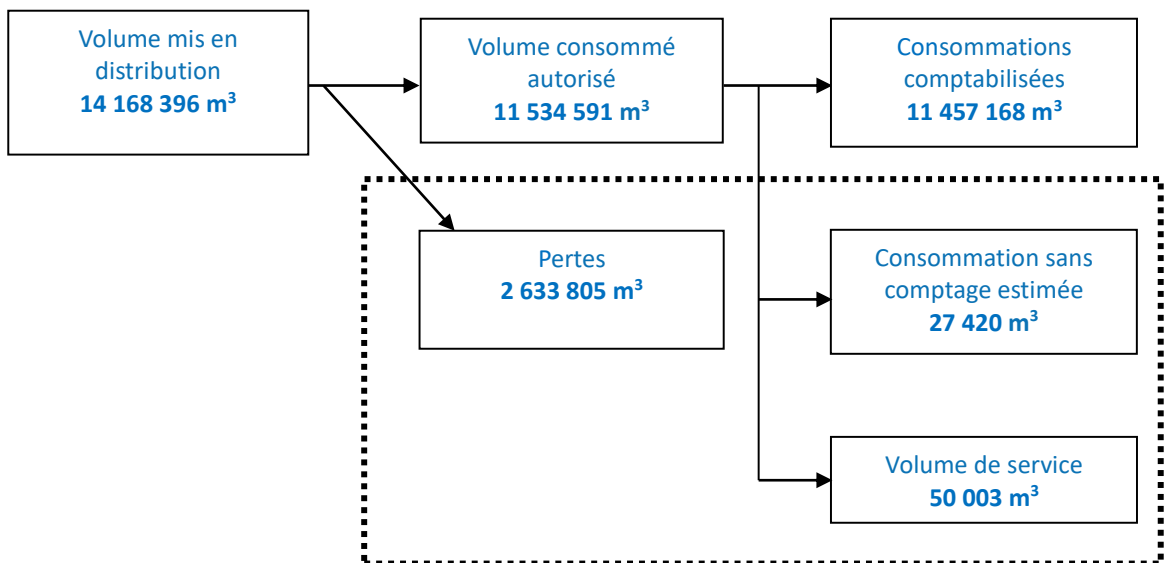 Volume mis en
distribution
14 168 396 m³
Volume consommé
autorisé
11 534 591 m³
Consommations
comptabilisées
11 457 168 m³
Pertes
2 633 805 m³
Consommation sans
comptage estimée
27 420 m³
Volume de service
50 003 m³